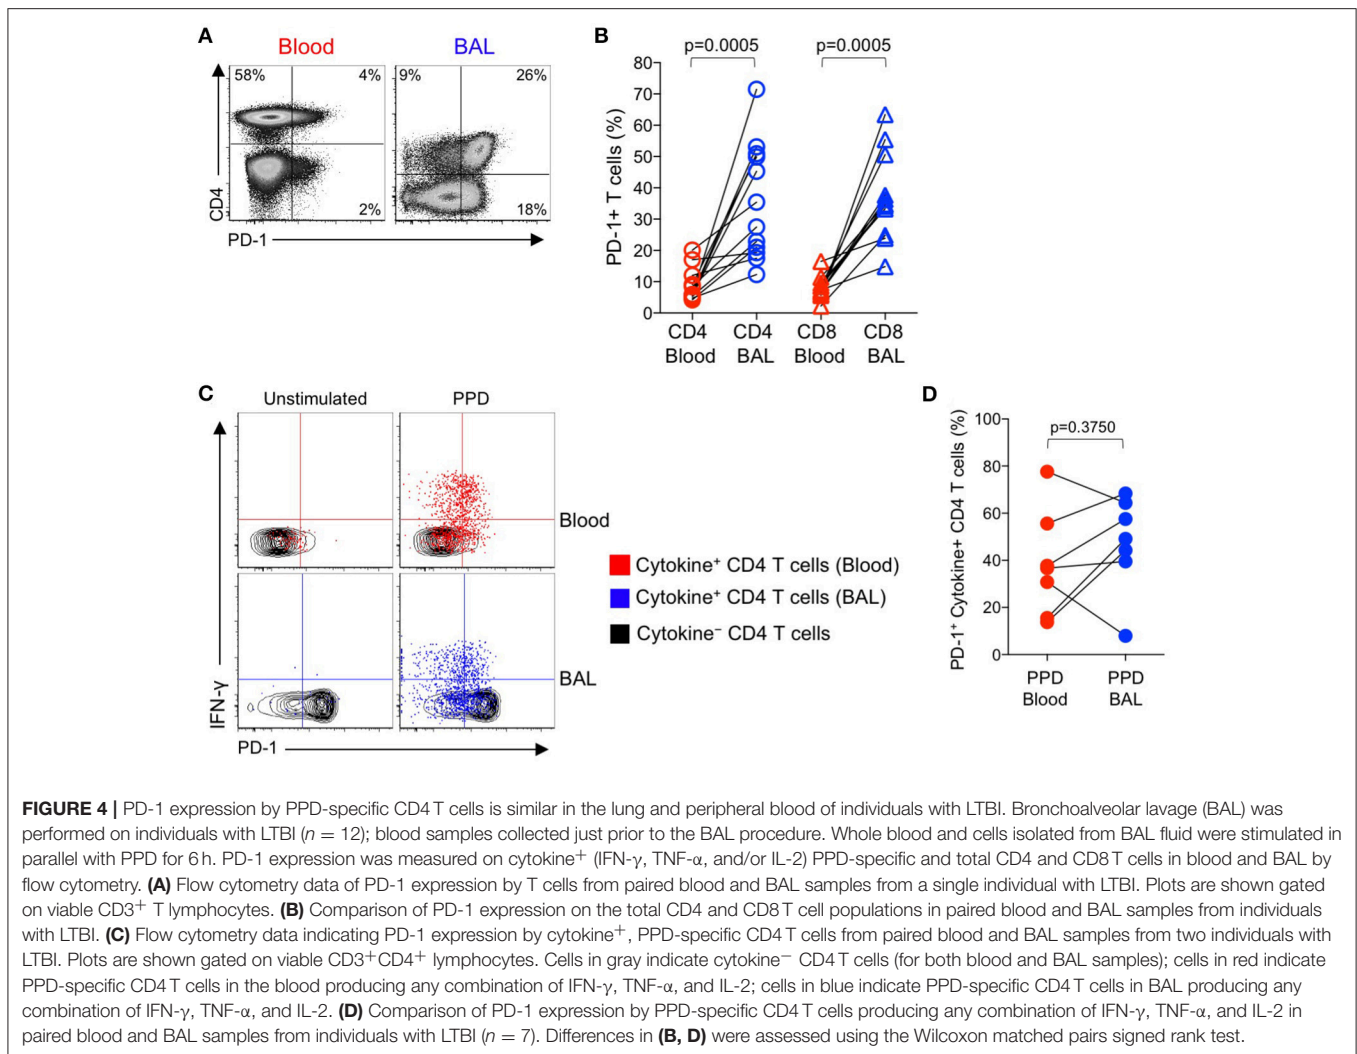 A
Blood
BAL
58%
4%
9%
26%
2%
18%
CD4
PD-1
B
p=0.0005
p=0.0005
PD-1+ T cells (%)
80
70
60
50
40
30
20
10
0
CD4
Blood
CD4
BAL
CD8
Blood
CD8
BAL
C
Unstimulated
PPD
Blood
BAL
IFN-γ
PD-1
Cytokine⁺ CD4 T cells (Blood)
Cytokine⁺ CD4 T cells (BAL)
Cytokine⁻ CD4 T cells
D
p=0.3750
PD-1⁺ Cytokine+ CD4 T cells (%)
100
80
60
40
20
0
PPD
Blood
PPD
BAL
FIGURE 4 | PD-1 expression by PPD-specific CD4 T cells is similar in the lung and peripheral blood of individuals with LTBI. Bronchoalveolar lavage (BAL) was
performed on individuals with LTBI (n = 12); blood samples collected just prior to the BAL procedure. Whole blood and cells isolated from BAL fluid were stimulated in
parallel with PPD for 6 h. PD-1 expression was measured on cytokine⁺ (IFN-γ, TNF-α, and/or IL-2) PPD-specific and total CD4 and CD8 T cells in blood and BAL by
flow cytometry. (A) Flow cytometry data of PD-1 expression by T cells from paired blood and BAL samples from a single individual with LTBI. Plots are shown gated
on viable CD3⁺ T lymphocytes. (B) Comparison of PD-1 expression on the total CD4 and CD8 T cell populations in paired blood and BAL samples from individuals
with LTBI. (C) Flow cytometry data indicating PD-1 expression by cytokine⁺, PPD-specific CD4 T cells from paired blood and BAL samples from two individuals with
LTBI. Plots are shown gated on viable CD3⁺CD4⁺ lymphocytes. Cells in gray indicate cytokine⁻ CD4 T cells (for both blood and BAL samples); cells in red indicate
PPD-specific CD4 T cells in the blood producing any combination of IFN-γ, TNF-α, and IL-2; cells in blue indicate PPD-specific CD4 T cells in BAL producing any
combination of IFN-γ, TNF-α, and IL-2. (D) Comparison of PD-1 expression by PPD-specific CD4 T cells producing any combination of IFN-γ, TNF-α, and IL-2 in
paired blood and BAL samples from individuals with LTBI (n = 7). Differences in (B, D) were assessed using the Wilcoxon matched pairs signed rank test.